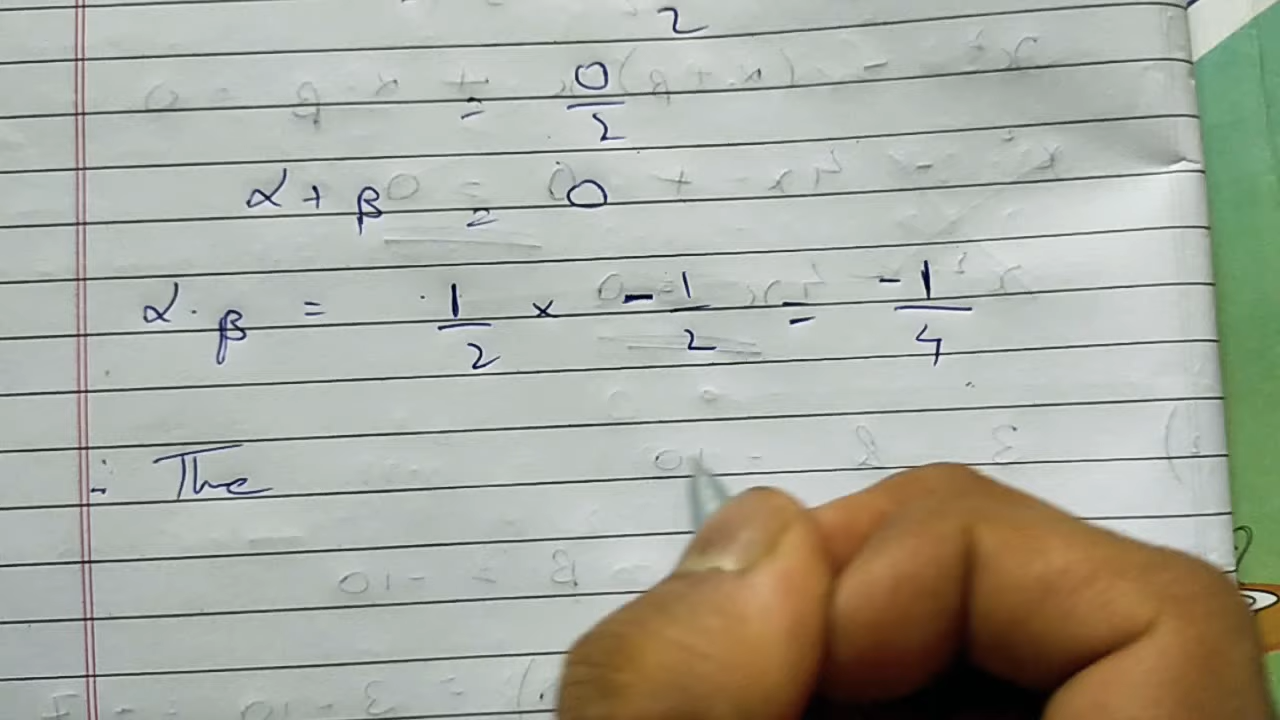 2
= 0/2
α + β = 0
α · β = 1/2 × -1/2 = -1/4
∴ The